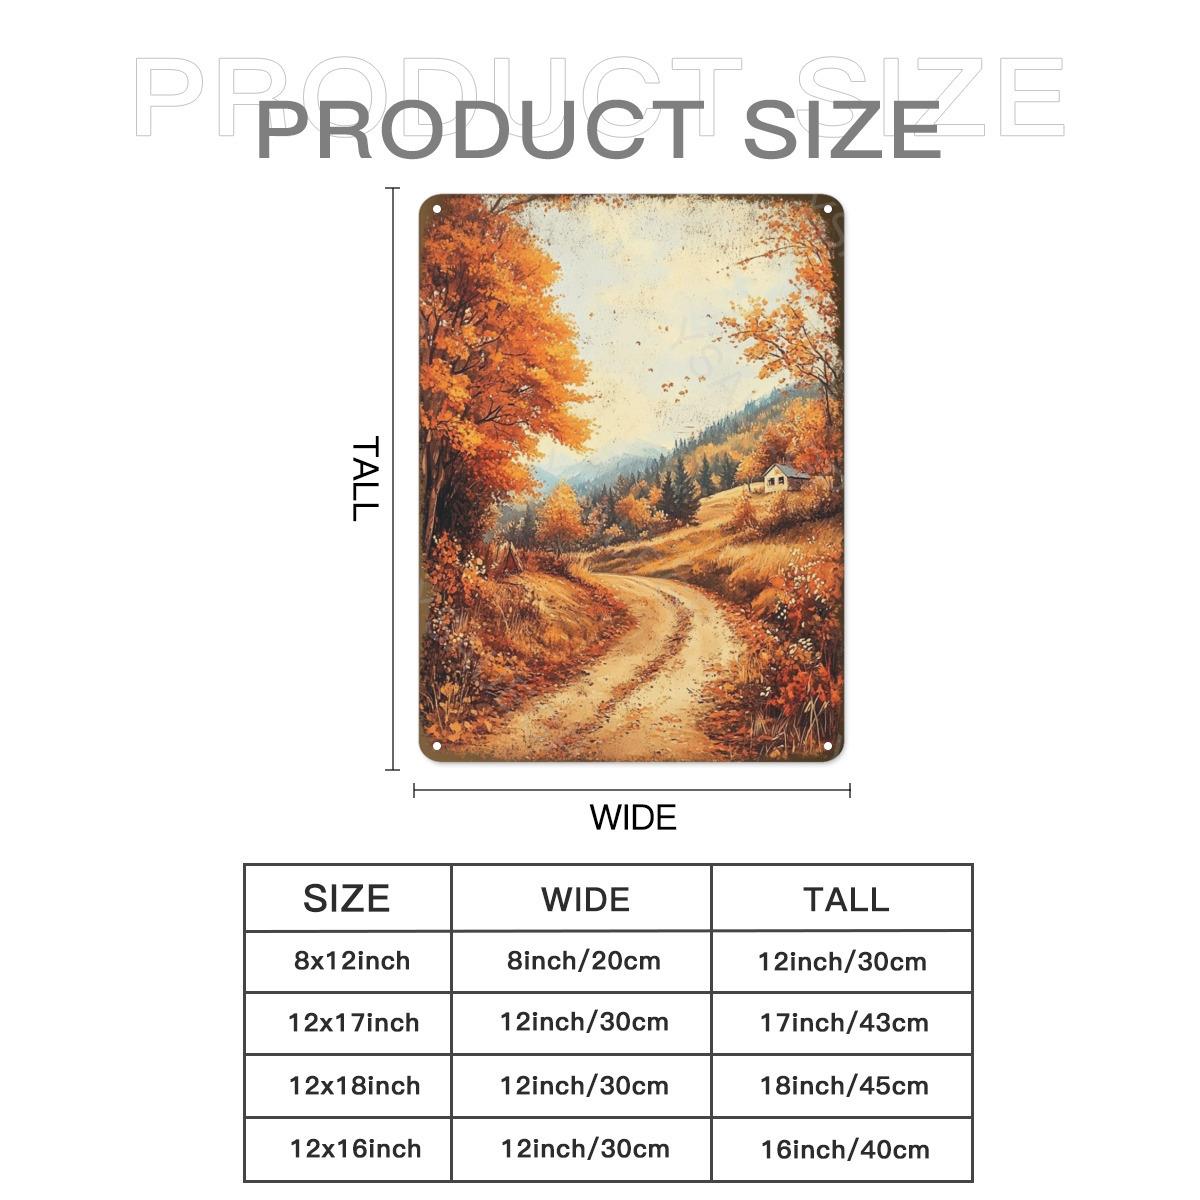 PRODUCT SIZE
PRODUCT SIZE
TALL
WIDE
SIZE WIDE TALL
8x12inch 8inch/20cm 12inch/30cm
12x17inch 12inch/30cm 17inch/43cm
12x18inch 12inch/30cm 18inch/45cm
12x16inch 12inch/30cm 16inch/40cm